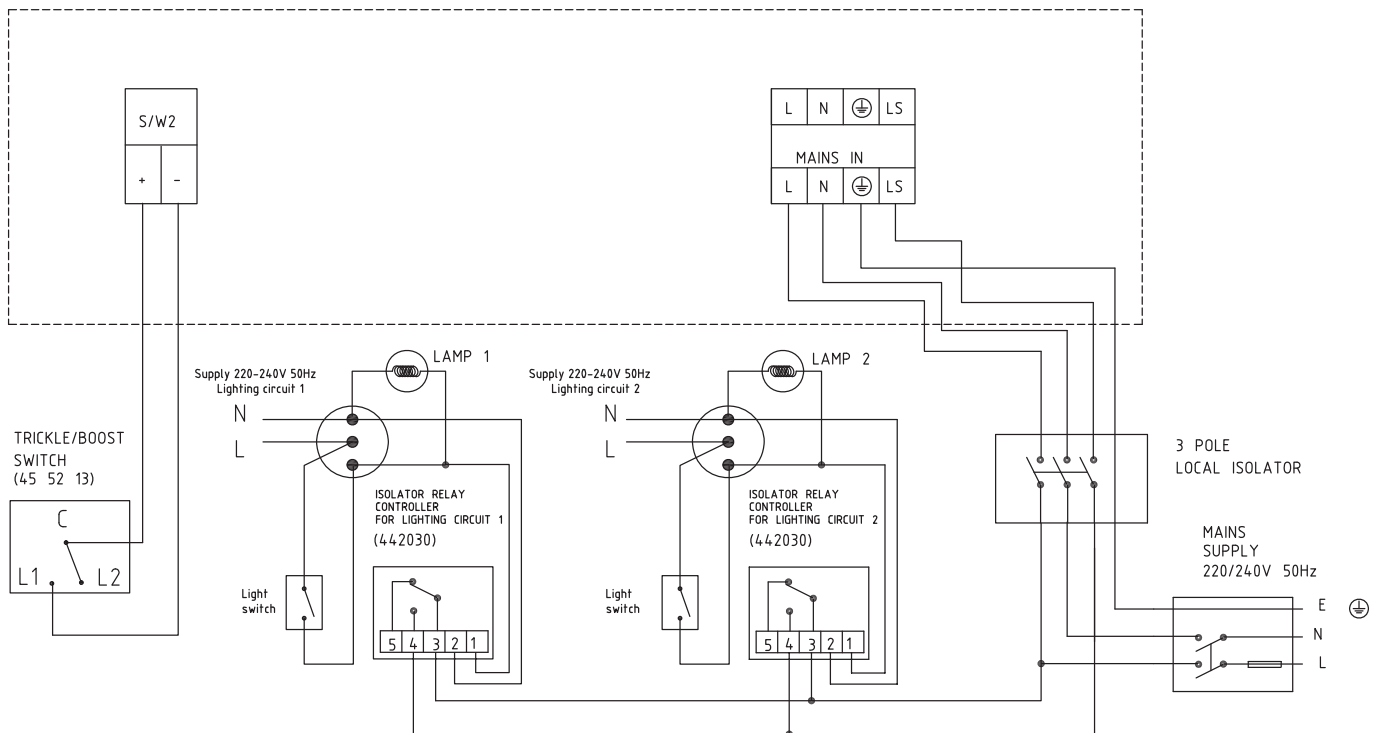 S/W2
+ -
L N LS
MAINS IN
L N LS
LAMP 1
Supply 220-240V 50Hz
Lighting circuit 1
N
L
LAMP 2
Supply 220-240V 50Hz
Lighting circuit 2
N
L
TRICKLE/BOOST
SWITCH
(45 52 13)
C
L1 L2
ISOLATOR RELAY
CONTROLLER
FOR LIGHTING CIRCUIT 1
(442030)
Light
switch
5 4 3 2 1
ISOLATOR RELAY
CONTROLLER
FOR LIGHTING CIRCUIT 2
(442030)
Light
switch
5 4 3 2 1
3 POLE
LOCAL ISOLATOR
MAINS
SUPPLY
220/240V 50Hz
E
N
L